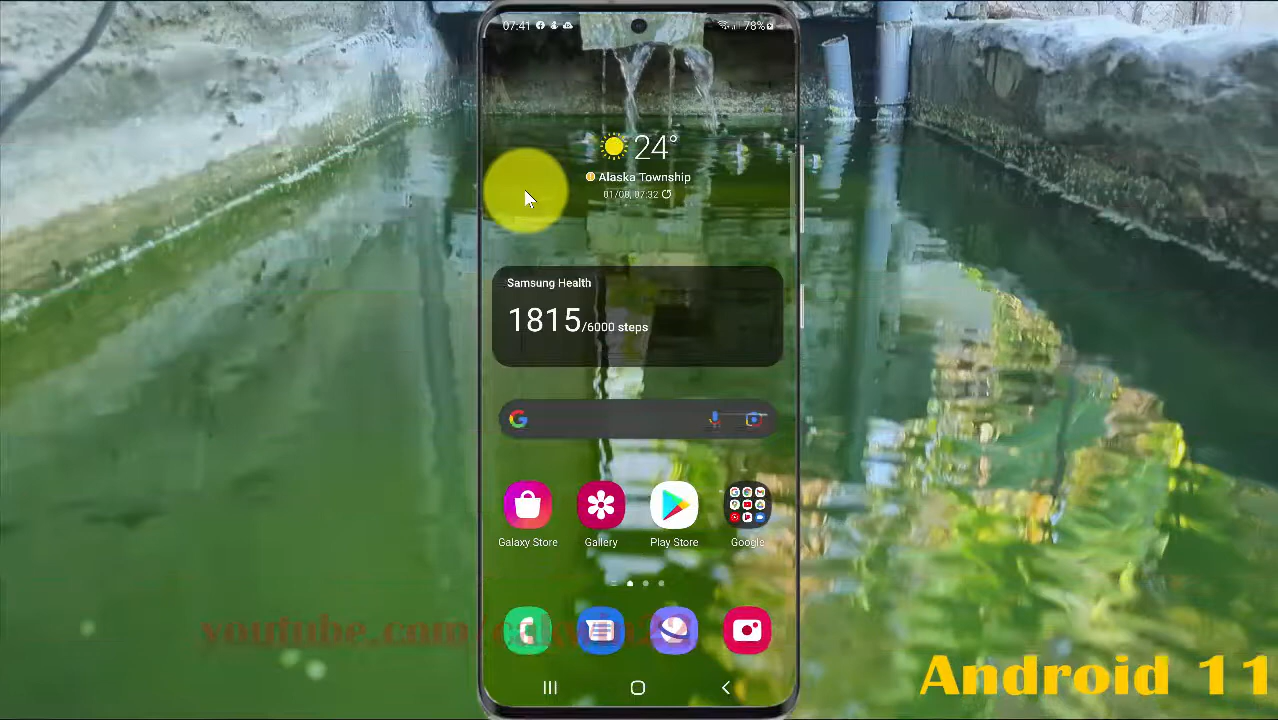 07:41
78%
24°
Alaska Township
01/08, 07:32
Samsung Health
1815/6000 steps
Galaxy Store
Gallery
Play Store
Google
Android 11